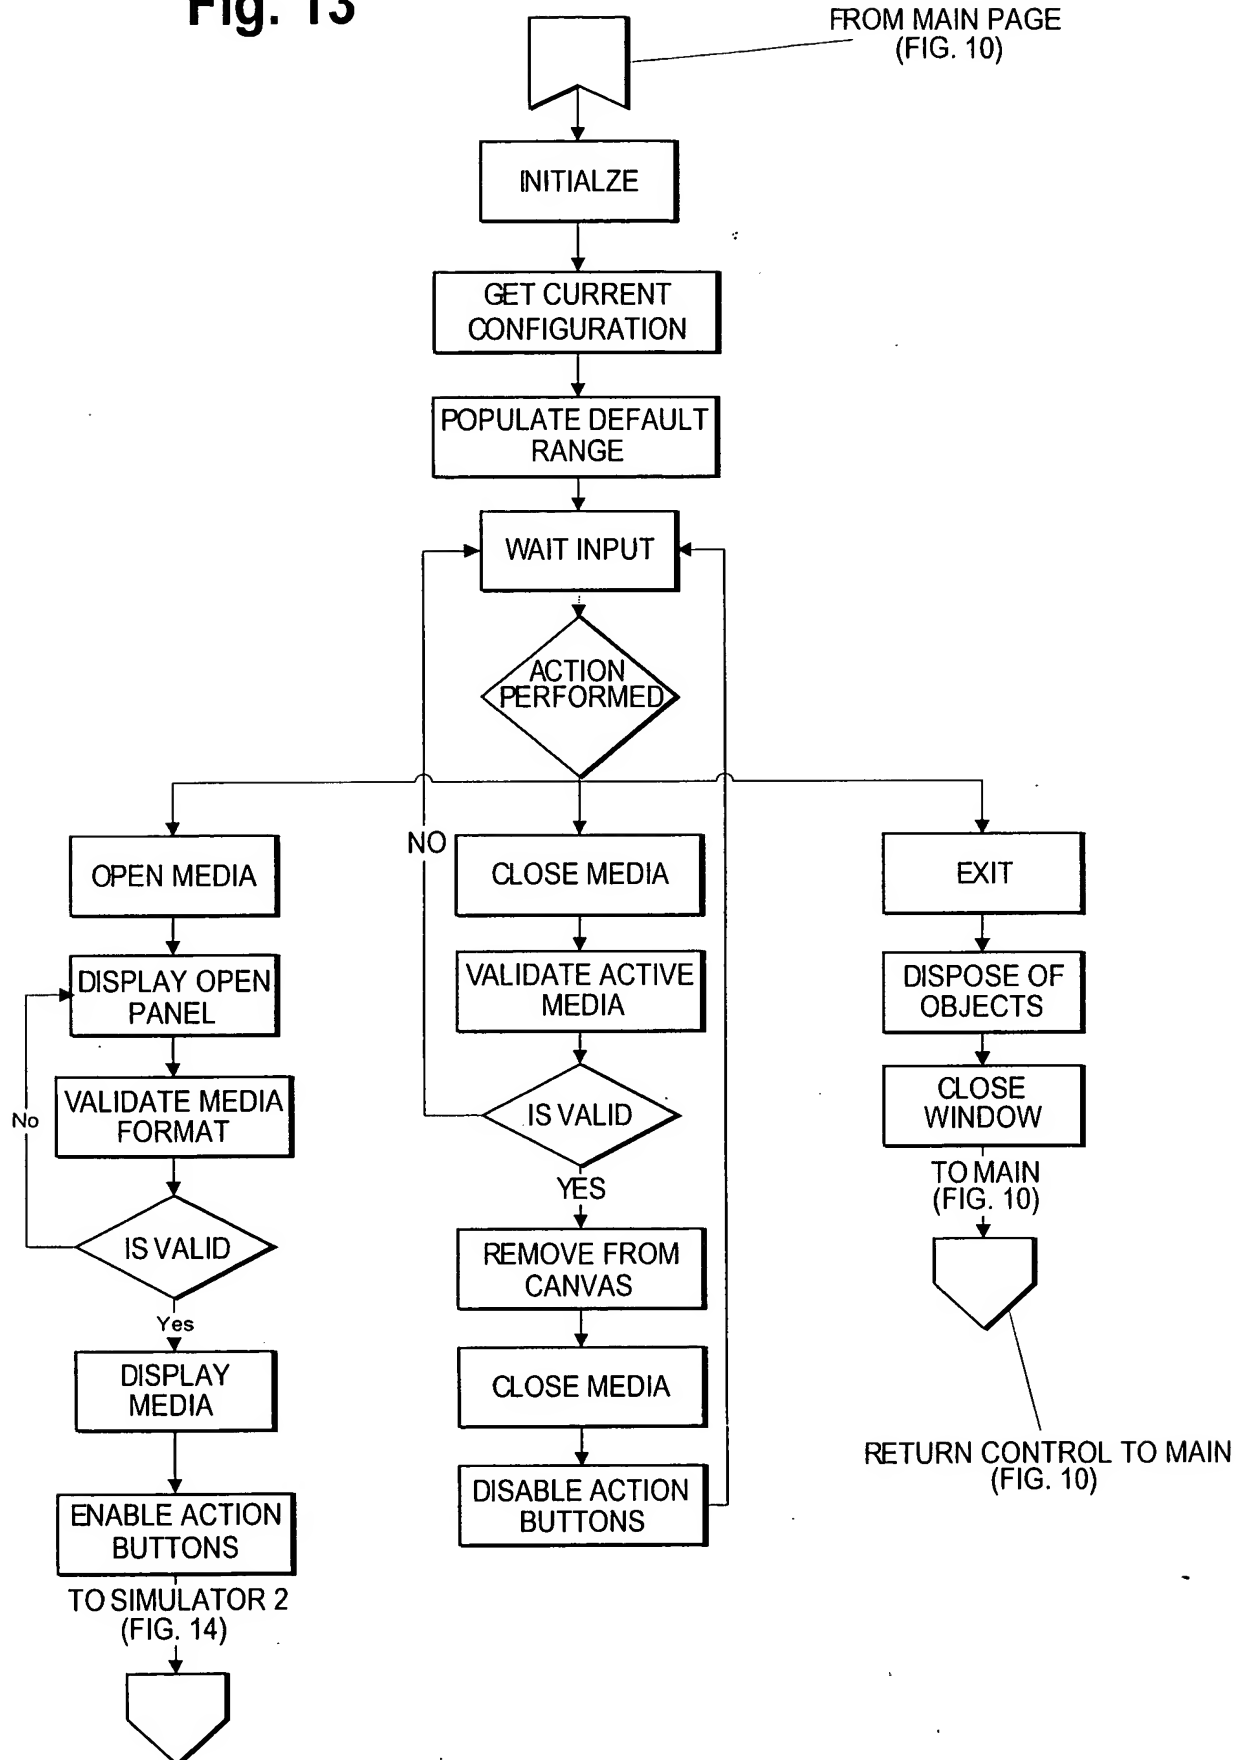 Fig. 13
FROM MAIN PAGE
(FIG. 10)
INITIALZE
GET CURRENT
CONFIGURATION
POPULATE DEFAULT
RANGE
WAIT INPUT
ACTION
PERFORMED
OPEN MEDIA
DISPLAY OPEN
PANEL
No
VALIDATE MEDIA
FORMAT
IS VALID
Yes
DISPLAY
MEDIA
ENABLE ACTION
BUTTONS
TO SIMULATOR 2
(FIG. 14)
NO
CLOSE MEDIA
VALIDATE ACTIVE
MEDIA
IS VALID
YES
REMOVE FROM
CANVAS
CLOSE MEDIA
DISABLE ACTION
BUTTONS
EXIT
DISPOSE OF
OBJECTS
CLOSE
WINDOW
TO MAIN
(FIG. 10)
RETURN CONTROL TO MAIN
(FIG. 10)